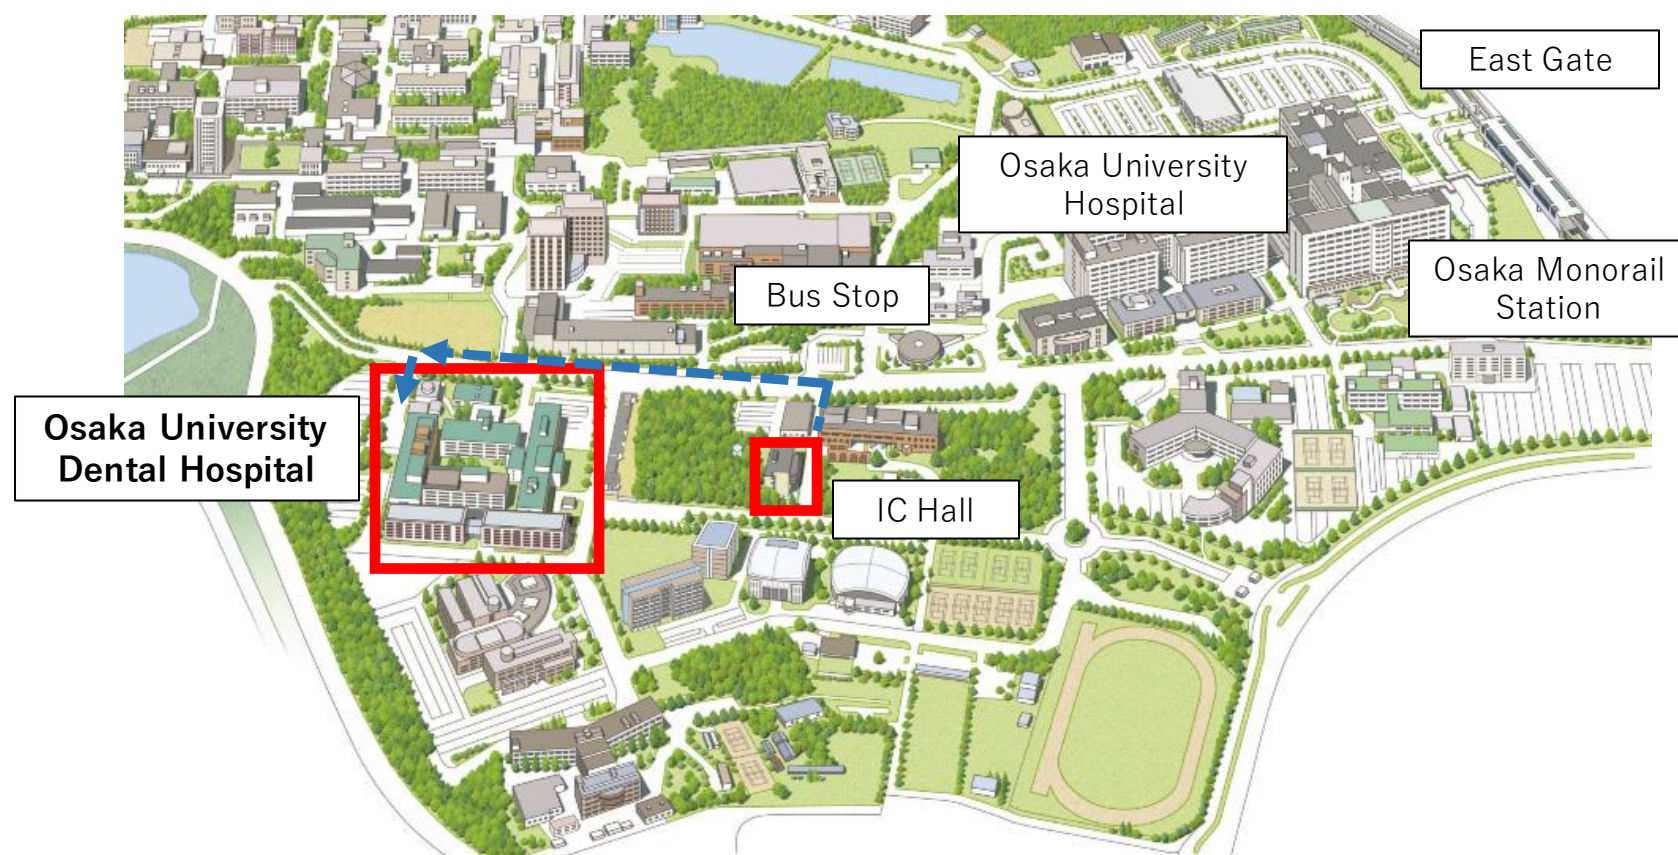 East Gate
Osaka University
Hospital
Osaka Monorail
Station
Bus Stop
Osaka University
Dental Hospital
IC Hall